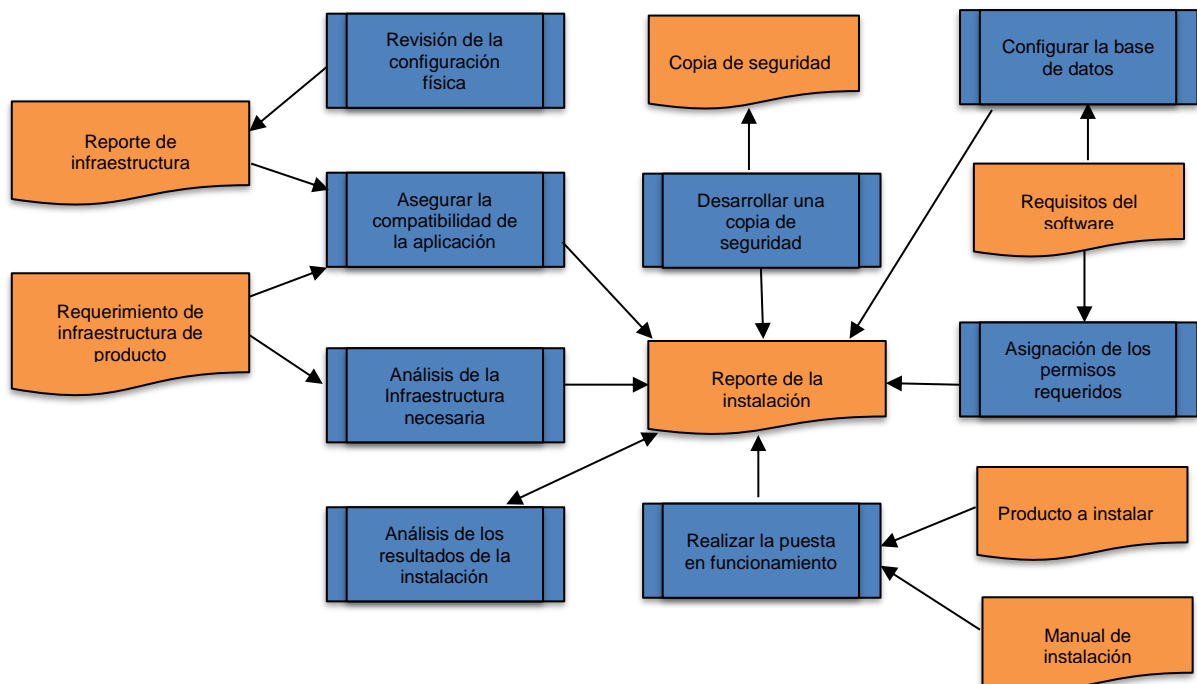 Revisión de la
configuración
física
Copia de seguridad
Configurar la base
de datos
Reporte de
infraestructura
Asegurar la
compatibilidad de
la aplicación
Desarrollar una
copia de
seguridad
Requisitos del
software
Requerimiento de
infraestructura de
producto
Análisis de la
Infraestructura
necesaria
Reporte de la
instalación
Asignación de los
permisos
requeridos
Análisis de los
resultados de la
instalación
Realizar la puesta
en funcionamiento
Producto a instalar
Manual de
instalación